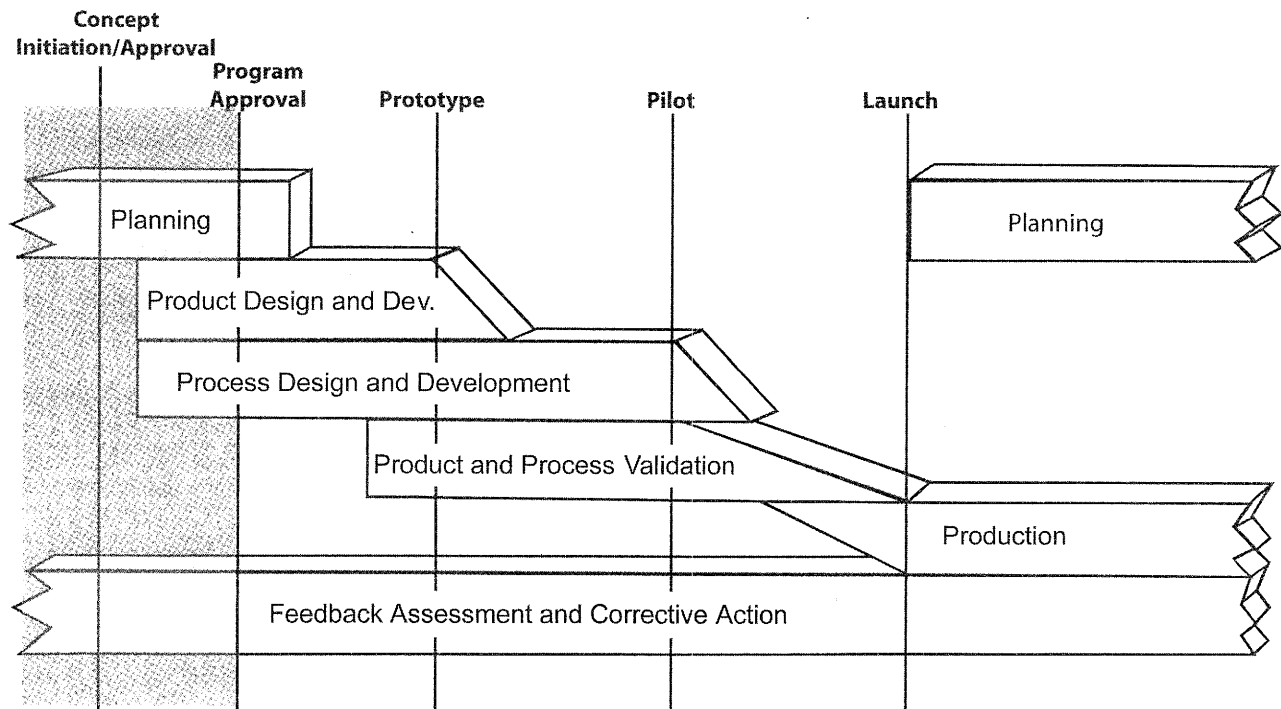 Concept
Initiation/Approval
Program
Approval
Prototype
Pilot
Launch
Planning
Planning
Product Design and Dev.
Process Design and Development
Product and Process Validation
Production
Feedback Assessment and Corrective Action